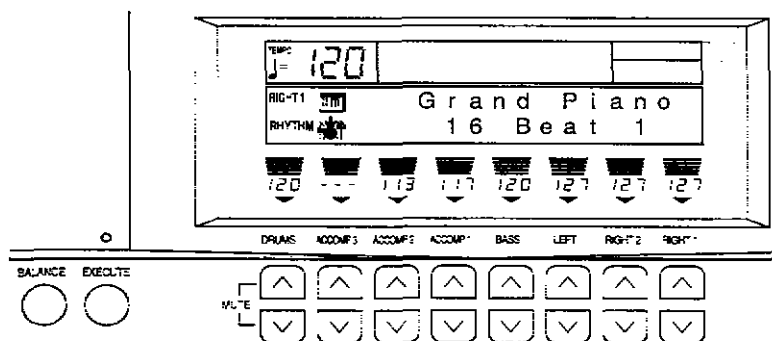 TEMPO
♩= 120
RIGHT1 Grand Piano
RHYTHM 16 Beat 1
120 --- 113 117 120 127 127 127
DRUMS ACCOMP3 ACCOMP2 ACCOMP1 BASS LEFT RIGHT2 RIGHT1
BALANCE EXECUTE
MUTE